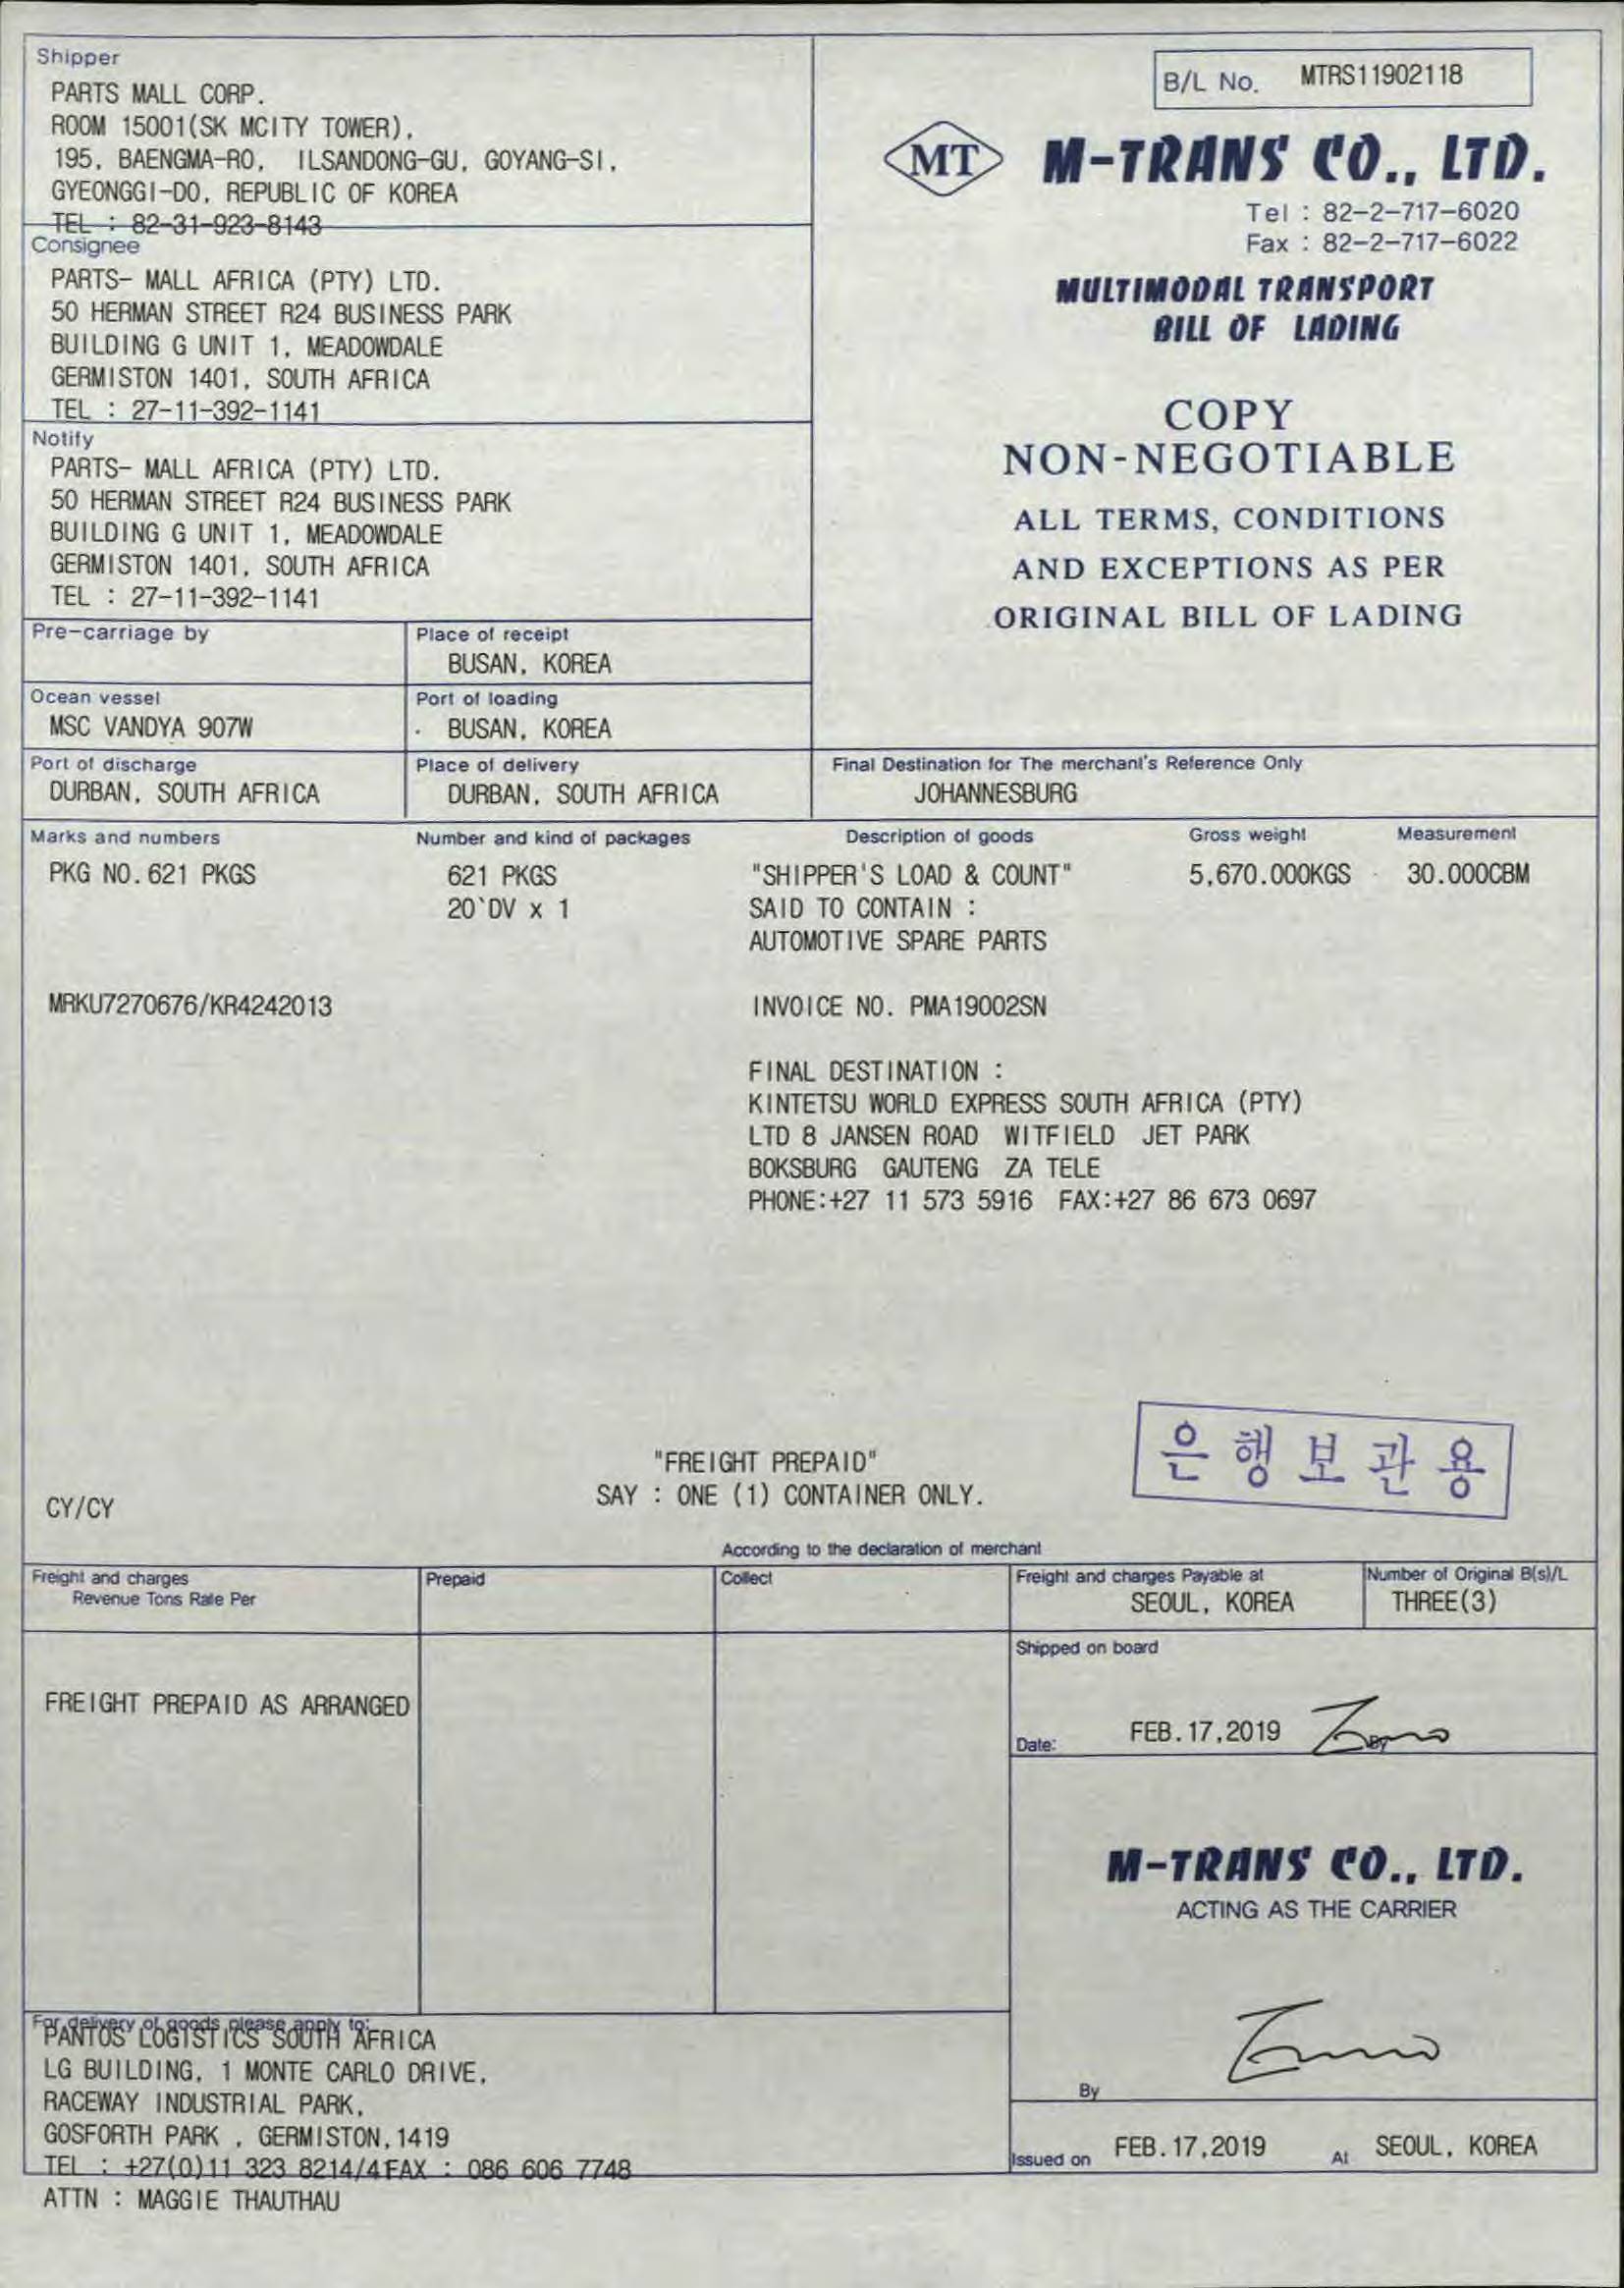 Shipper
PARTS MALL CORP.
ROOM 15001(SK MCITY TOWER),
195, BAENGMA-RO, ILSANDONG-GU, GOYANG-SI,
GYEONGGI-DO, REPUBLIC OF KOREA
TEL : 82-31-923-8143
B/L No. MTRS11902118
MT
M-TRANS CO., LTD.
Tel : 82-2-717-6020
Fax : 82-2-717-6022
MULTIMODAL TRANSPORT
BILL OF LADING
COPY
NON-NEGOTIABLE
ALL TERMS, CONDITIONS
AND EXCEPTIONS AS PER
ORIGINAL BILL OF LADING
Consignee
PARTS- MALL AFRICA (PTY) LTD.
50 HERMAN STREET R24 BUSINESS PARK
BUILDING G UNIT 1, MEADOWDALE
GERMISTON 1401, SOUTH AFRICA
TEL : 27-11-392-1141
Notify
PARTS- MALL AFRICA (PTY) LTD.
50 HERMAN STREET R24 BUSINESS PARK
BUILDING G UNIT 1, MEADOWDALE
GERMISTON 1401, SOUTH AFRICA
TEL : 27-11-392-1141
Pre-carriage by Place of receipt
BUSAN, KOREA
Ocean vessel Port of loading
MSC VANDYA 907W BUSAN, KOREA
Port of discharge Place of delivery Final Destination for The merchant's Reference Only
DURBAN, SOUTH AFRICA DURBAN, SOUTH AFRICA JOHANNESBURG
Marks and numbers Number and kind of packages Description of goods Gross weight Measurement
PKG NO.621 PKGS 621 PKGS "SHIPPER'S LOAD & COUNT" 5,670.000KGS 30.000CBM
20`DV x 1 SAID TO CONTAIN :
AUTOMOTIVE SPARE PARTS
MRKU7270676/KR4242013 INVOICE NO. PMA19002SN
FINAL DESTINATION :
KINTETSU WORLD EXPRESS SOUTH AFRICA (PTY)
LTD 8 JANSEN ROAD WITFIELD JET PARK
BOKSBURG GAUTENG ZA TELE
PHONE:+27 11 573 5916 FAX:+27 86 673 0697
은행보관용
"FREIGHT PREPAID"
CY/CY SAY : ONE (1) CONTAINER ONLY.
According to the declaration of merchant
Freight and charges Prepaid Collect Freight and charges Payable at Number of Original B(s)/L
Revenue Tons Rate Per SEOUL, KOREA THREE(3)
Shipped on board
FREIGHT PREPAID AS ARRANGED
Date: FEB.17,2019 By
M-TRANS CO., LTD.
ACTING AS THE CARRIER
By
Issued on FEB.17,2019 At SEOUL, KOREA
For delivery of goods please apply to:
PANTOS LOGISTICS SOUTH AFRICA
LG BUILDING, 1 MONTE CARLO DRIVE,
RACEWAY INDUSTRIAL PARK,
GOSFORTH PARK , GERMISTON,1419
TEL : +27(0)11 323 8214/4FAX : 086 606 7748
ATTN : MAGGIE THAUTHAU